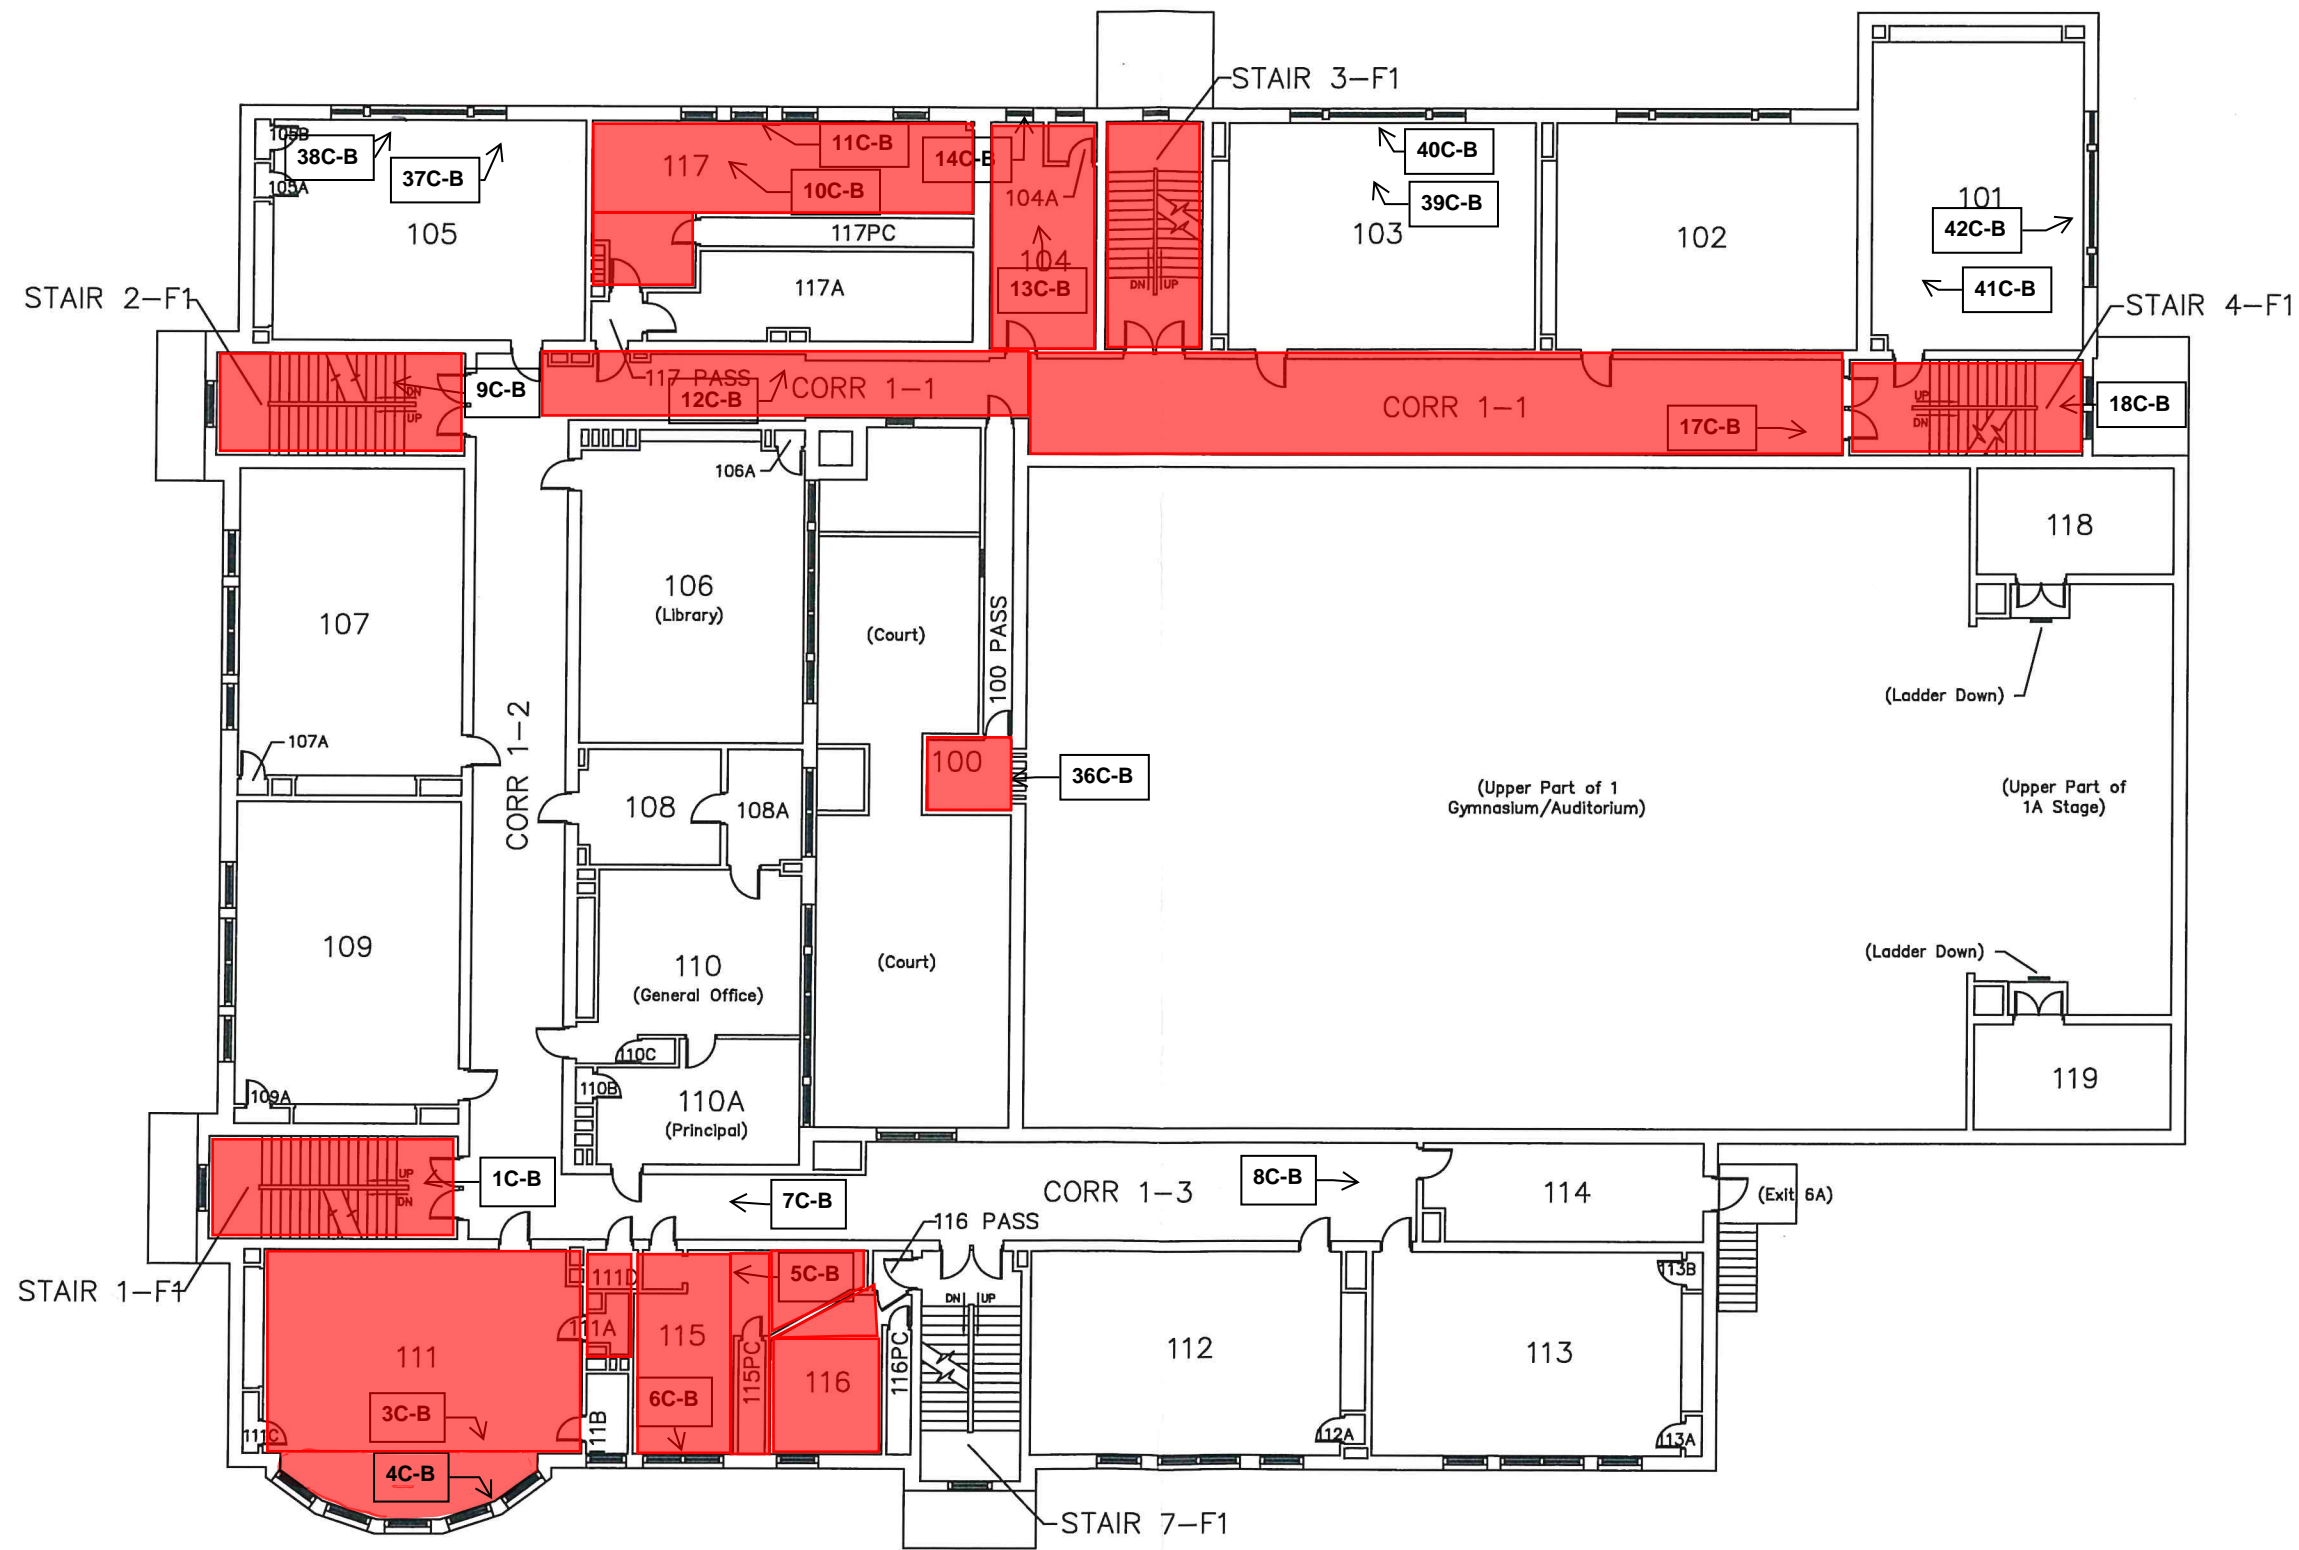 STAIR 3-F1
105B
38C-B
37C-B
105A
105
117
11C-B
10C-B
117PC
117A
14C-B
104A
104
13C-B
DN
UP
40C-B
39C-B
103
102
101
42C-B
41C-B
STAIR 2-F1
STAIR 4-F1
DN
UP
9C-B
117 PASS
12C-B
CORR 1-1
CORR 1-1
17C-B
UP
DN
18C-B
106A
118
106
(Library)
107
(Court)
100 PASS
(Ladder Down)
107A
CORR 1-2
100
36C-B
108
108A
(Upper Part of 1
Gymnasium/Auditorium)
(Upper Part of
1A Stage)
109
110
(General Office)
(Court)
(Ladder Down)
110C
110B
109A
110A
(Principal)
119
UP
DN
1C-B
7C-B
CORR 1-3
8C-B
114
(Exit 6A)
116 PASS
STAIR 1-F1
111D
5C-B
DN
UP
113B
111A
115
111
115PC
116
116PC
112
113
3C-B
6C-B
111C
111B
112A
113A
4C-B
STAIR 7-F1